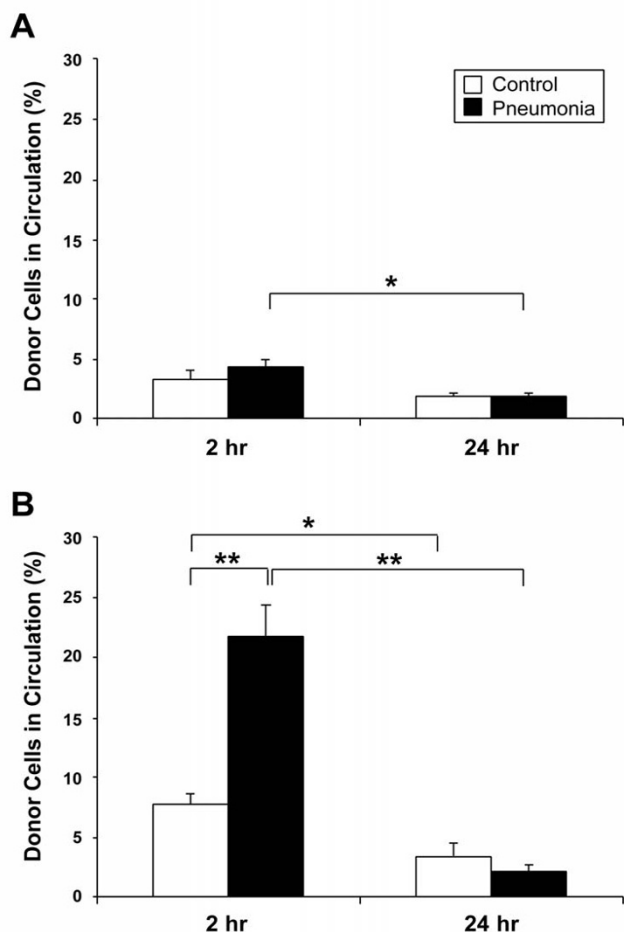 A
Donor Cells in Circulation (%)
30
25
20
15
10
5
0
Control
Pneumonia
*
2 hr
24 hr
B
Donor Cells in Circulation (%)
30
25
20
15
10
5
0
*
**
**
2 hr
24 hr